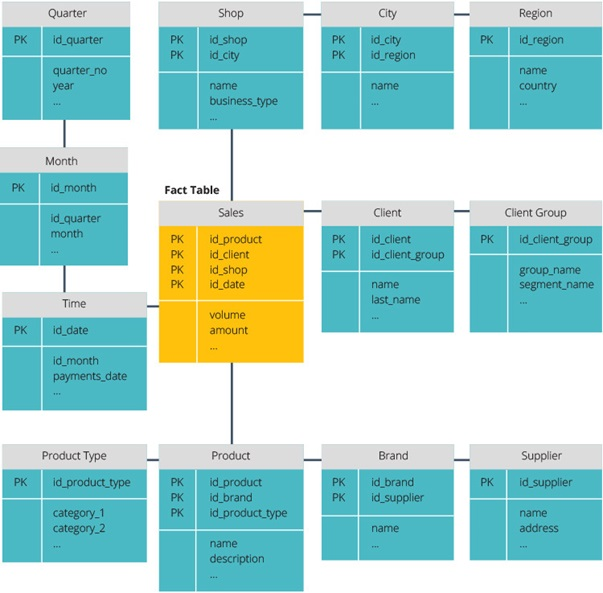 Quarter
PK id_quarter
quarter_no
year
...
Shop
PK id_shop
PK id_city
name
business_type
...
City
PK id_city
PK id_region
name
...
Region
PK id_region
name
country
...
Month
PK id_month
id_quarter
month
...
Fact Table
Sales
PK id_product
PK id_client
PK id_shop
PK id_date
volume
amount
...
Client
PK id_client
PK id_client_group
name
last_name
...
Client Group
PK id_client_group
group_name
segment_name
...
Time
PK id_date
id_month
payments_date
...
Product Type
PK id_product_type
category_1
category_2
...
Product
PK id_product
PK id_brand
PK id_product_type
name
description
...
Brand
PK id_brand
PK id_supplier
name
...
Supplier
PK id_supplier
name
address
...